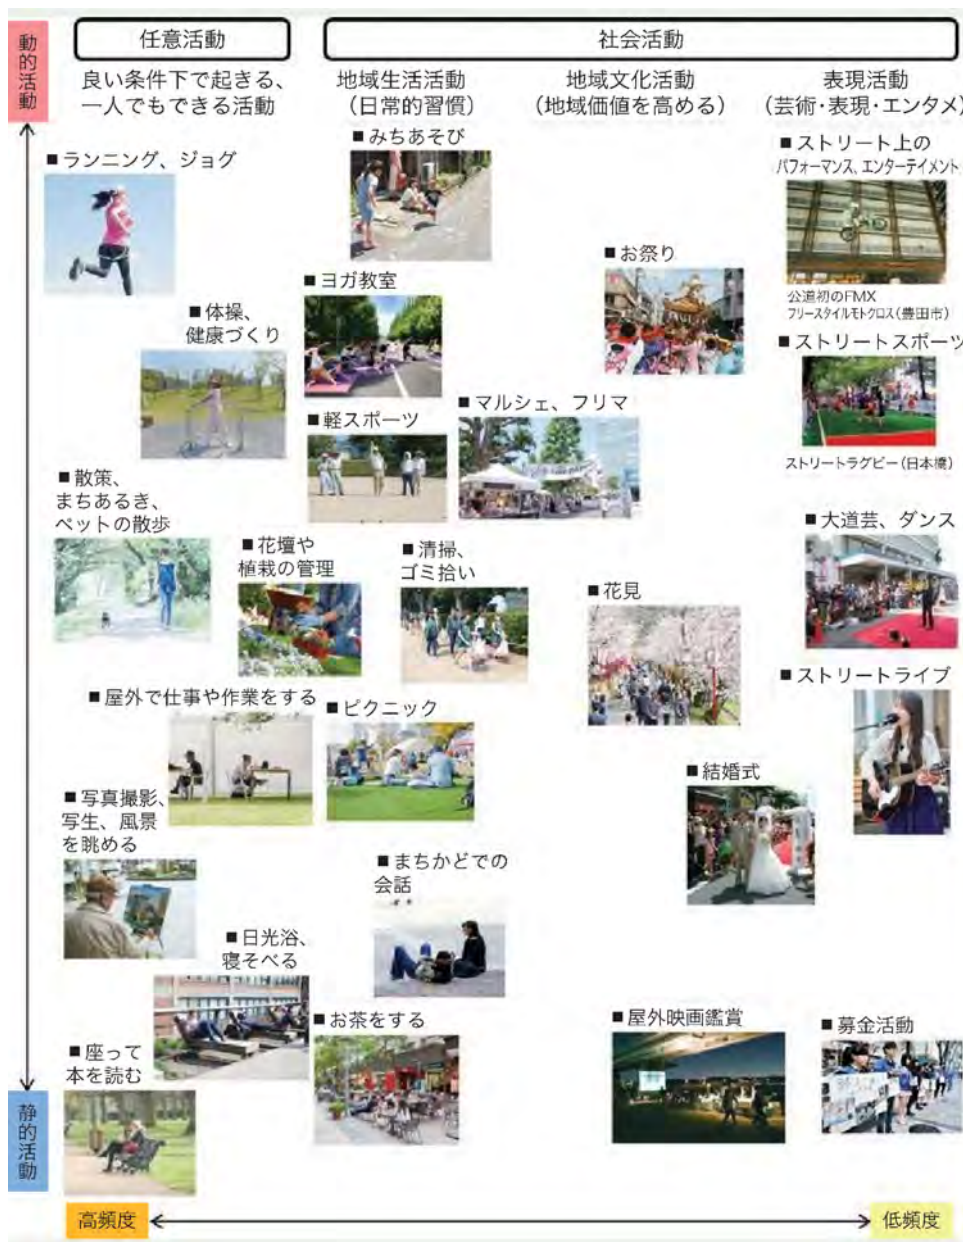 動的活動
任意活動
社会活動
良い条件下で起きる、
一人でもできる活動
地域生活活動
（日常的習慣）
地域文化活動
（地域価値を高める）
表現活動
（芸術・表現・エンタメ）
■ランニング、ジョグ
■みちあそび
■ストリート上の
パフォーマンス、エンターテイメント
公道初のFMX
フリースタイルモトクロス（豊田市）
■体操、
健康づくり
■ヨガ教室
■お祭り
■ストリートスポーツ
ストリートラグビー（日本橋）
■軽スポーツ
■マルシェ、フリマ
■散策、
まちあるき、
ペットの散歩
■花壇や
植栽の管理
■清掃、
ゴミ拾い
■花見
■大道芸、ダンス
■屋外で仕事や作業をする
■ピクニック
■ストリートライブ
■結婚式
■写真撮影、
写生、風景
を眺める
■まちかどでの
会話
■日光浴、
寝そべる
■お茶をする
■屋外映画鑑賞
■募金活動
■座って
本を読む
静的活動
高頻度
低頻度